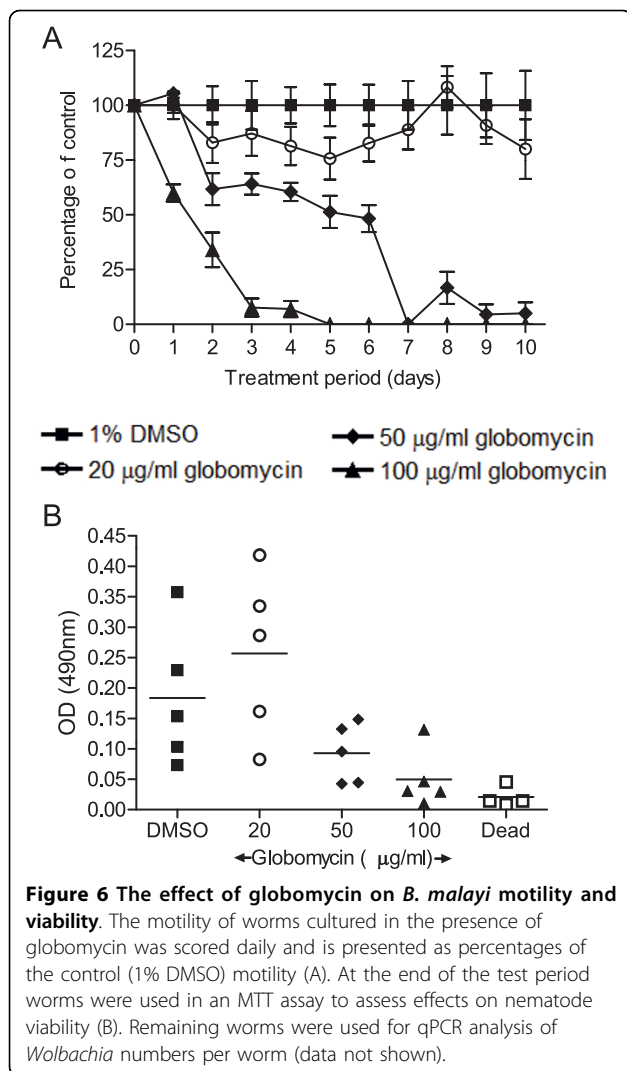 A
Percentage o f control
125
100
75
50
25
0
0 1 2 3 4 5 6 7 8 9 10
Treatment period (days)
1% DMSO
50 µg/ml globomycin
20 µg/ml globomycin
100 µg/ml globomycin
B
OD (490nm)
0.45
0.40
0.35
0.30
0.25
0.20
0.15
0.10
0.05
0.00
DMSO 20 50 100 Dead
←Globomycin ( µg/ml)→
Figure 6 The effect of globomycin on B. malayi motility and
viability. The motility of worms cultured in the presence of
globomycin was scored daily and is presented as percentages of
the control (1% DMSO) motility (A). At the end of the test period
worms were used in an MTT assay to assess effects on nematode
viability (B). Remaining worms were used for qPCR analysis of
Wolbachia numbers per worm (data not shown).